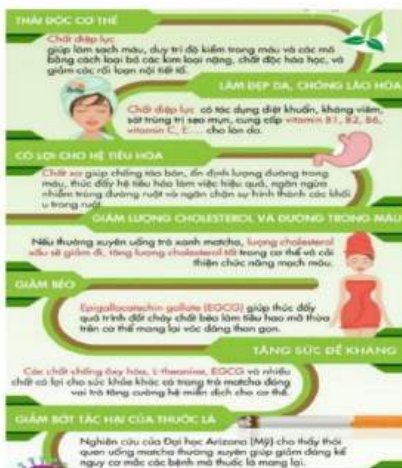 THẢI ĐỘC CƠ THỂ
Chất diệp lục
giúp làm sạch máu, duy trì độ kiềm trong máu và các mô
bằng cách loại bỏ các kim loại nặng, chất độc hóa học, và
giảm các rối loạn nội tiết tố.
LÀM ĐẸP DA, CHỐNG LÃO HÓA
Chất diệp lục có tác dụng diệt khuẩn, kháng viêm,
sát trùng trị sẹo mụn, cung cấp vitamin B1, B2, B6,
vitamin C, E.... cho làn da.
CÓ LỢI CHO HỆ TIÊU HÓA
Chất xơ giúp chống táo bón, ổn định lượng đường trong
máu, thúc đẩy hệ tiêu hóa làm việc hiệu quả, ngăn ngừa
nhiễm trùng đường ruột và ngăn chặn sự hình thành các khối
u trong ruột.
GIẢM LƯỢNG CHOLESTEROL VÀ ĐƯỜNG TRONG MÁU
Nếu thường xuyên uống trà xanh matcha, lượng cholesterol
xấu sẽ giảm đi, tăng lượng cholesterol tốt trong cơ thể và cải
thiện chức năng mạch máu.
GIẢM BÉO
Epigallocatechin gallate (EGCG) giúp thúc đẩy
quá trình đốt cháy chất béo làm tiêu hao mỡ thừa
trên cơ thể mang lại vóc dáng thon gọn.
TĂNG SỨC ĐỀ KHÁNG
Các chất chống ôxy hóa, L-theanine, EGCG và nhiều
chất có lợi cho sức khỏe khác có trong trà matcha đóng
vai trò tăng cường hệ miễn dịch cho cơ thể.
GIẢM BỚT TÁC HẠI CỦA THUỐC LÁ
Nghiên cứu của Đại học Arizona (Mỹ) cho thấy thói
quen uống matcha thường xuyên giúp giảm đáng kể
nguy cơ mắc các bệnh mà thuốc lá mang lại.